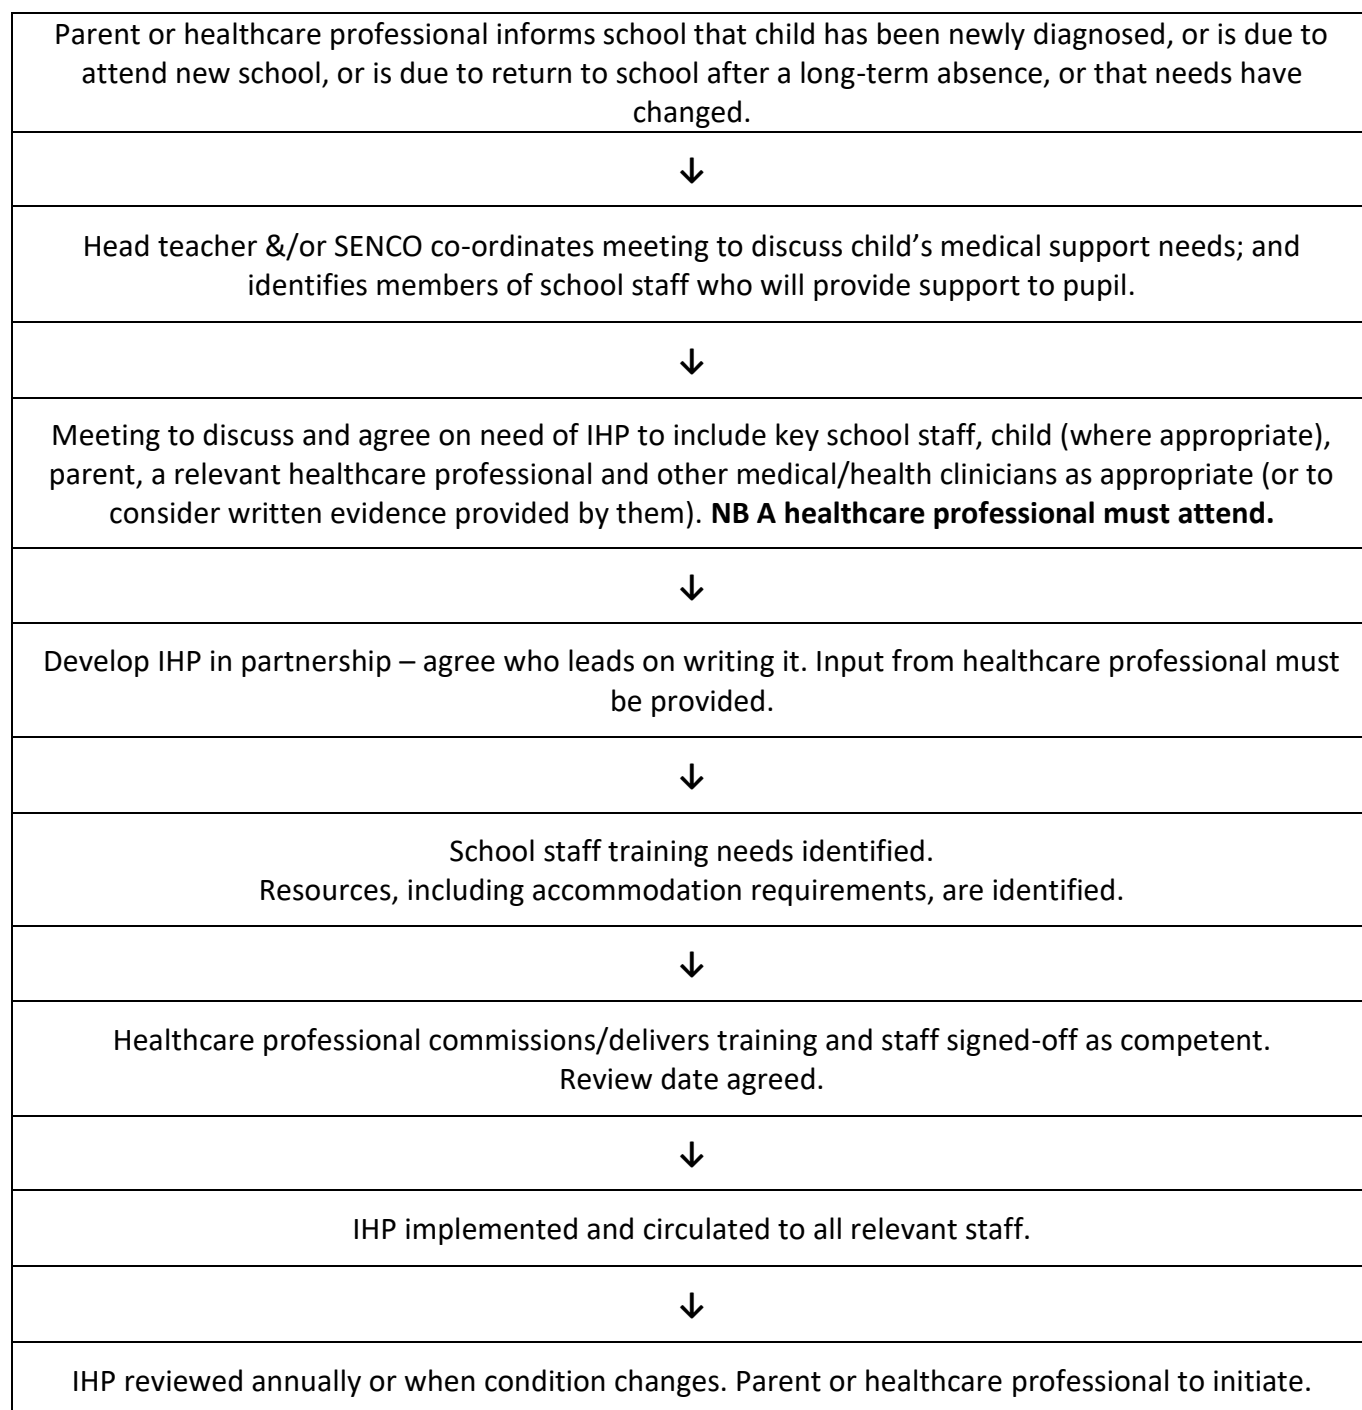 Parent or healthcare professional informs school that child has been newly diagnosed, or is due to
attend new school, or is due to return to school after a long-term absence, or that needs have
changed.
↓
Head teacher &/or SENCO co-ordinates meeting to discuss child’s medical support needs; and
identifies members of school staff who will provide support to pupil.
↓
Meeting to discuss and agree on need of IHP to include key school staff, child (where appropriate),
parent, a relevant healthcare professional and other medical/health clinicians as appropriate (or to
consider written evidence provided by them). NB A healthcare professional must attend.
↓
Develop IHP in partnership – agree who leads on writing it. Input from healthcare professional must
be provided.
↓
School staff training needs identified.
Resources, including accommodation requirements, are identified.
↓
Healthcare professional commissions/delivers training and staff signed-off as competent.
Review date agreed.
↓
IHP implemented and circulated to all relevant staff.
↓
IHP reviewed annually or when condition changes. Parent or healthcare professional to initiate.